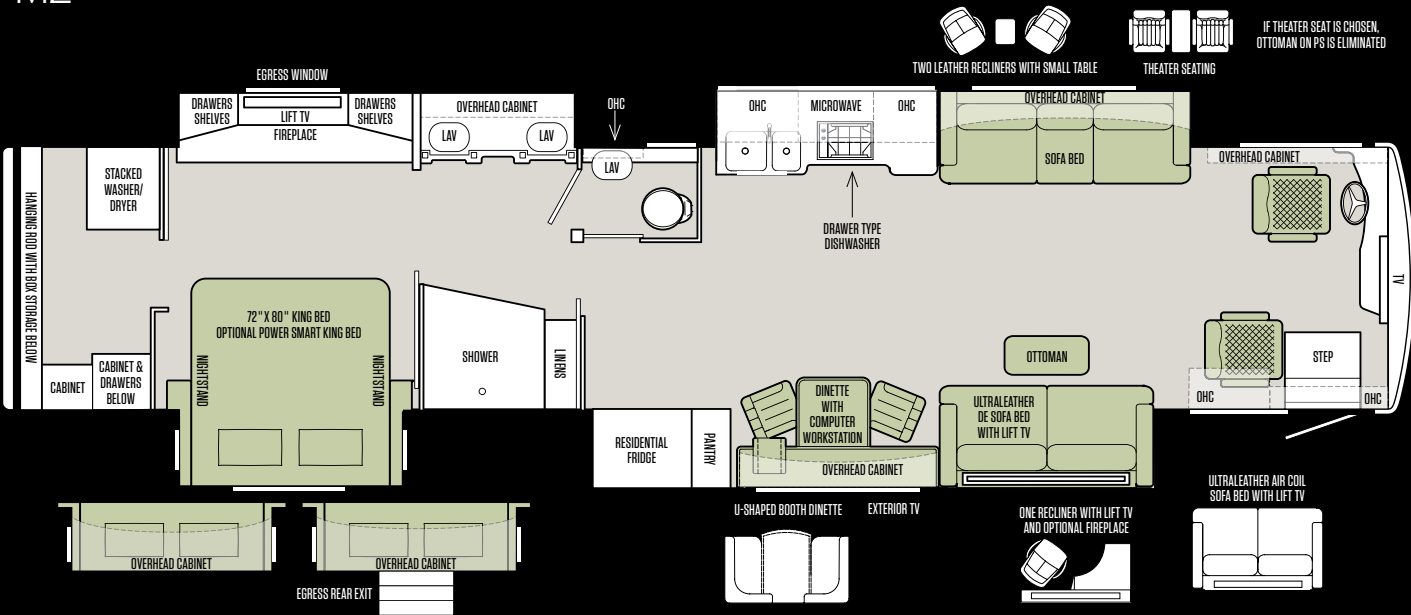 TWO LEATHER RECLINERS WITH SMALL TABLE
THEATER SEATING
IF THEATER SEAT IS CHOSEN,
OTTOMAN ON PS IS ELIMINATED
EGRESS WINDOW
DRAWERS
SHELVES
LIFT TV
FIREPLACE
DRAWERS
SHELVES
OVERHEAD CABINET
LAV
LAV
OHC
LAV
OHC
MICROWAVE
OHC
DRAWER TYPE
DISHWASHER
OVERHEAD CABINET
SOFA BED
OVERHEAD CABINET
TV
HANGING ROD WITH BOX STORAGE BELOW
STACKED
WASHER/
DRYER
72" X 80" KING BED
OPTIONAL POWER SMART KING BED
NIGHTSTAND
NIGHTSTAND
CABINET
CABINET &
DRAWERS
BELOW
SHOWER
LINENS
RESIDENTIAL
FRIDGE
PANTRY
DINETTE
WITH
COMPUTER
WORKSTATION
OVERHEAD CABINET
OTTOMAN
ULTRALEATHER
DE SOFA BED
WITH LIFT TV
STEP
OHC
OHC
OVERHEAD CABINET
OVERHEAD CABINET
EGRESS REAR EXIT
U-SHAPED BOOTH DINETTE
EXTERIOR TV
ONE RECLINER WITH LIFT TV
AND OPTIONAL FIREPLACE
ULTRALEATHER AIR COIL
SOFA BED WITH LIFT TV